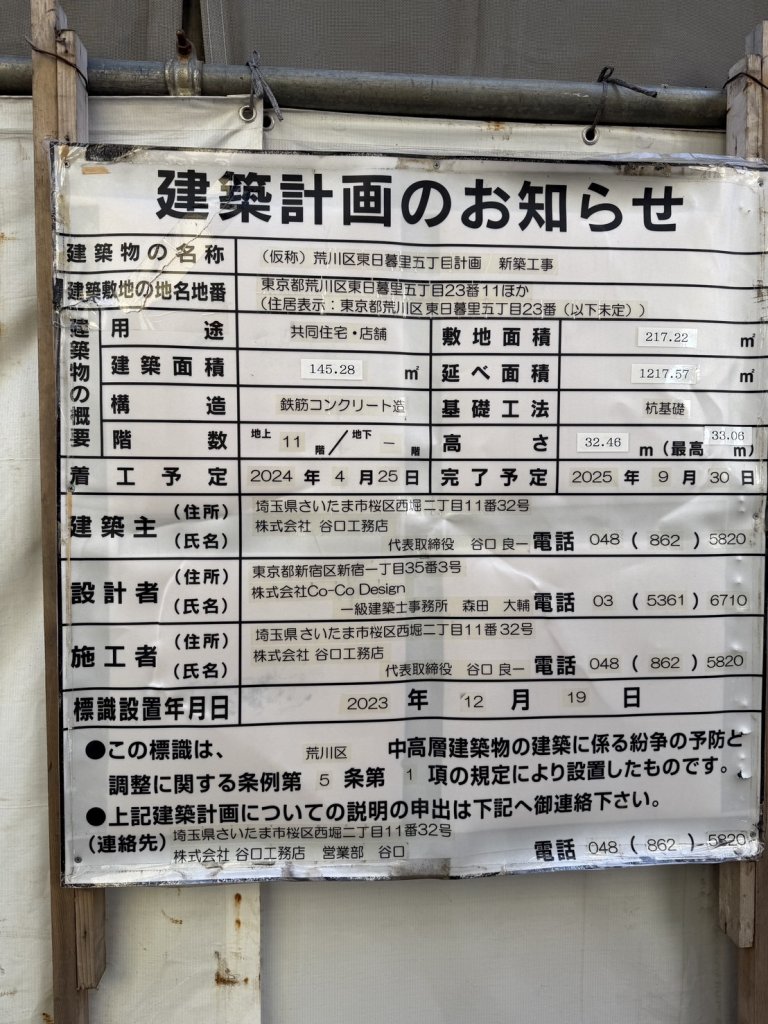 建築計画のお知らせ
建築物の名称 (仮称) 荒川区東日暮里五丁目計画 新築工事
建築敷地の地名地番 東京都荒川区東日暮里五丁目23番11ほか
(住居表示：東京都荒川区東日暮里五丁目23番 (以下未定))
建築物の概要
用途 共同住宅・店舗 敷地面積 217.22 ㎡
建築面積 145.28 ㎡ 延べ面積 1217.57 ㎡
構造 鉄筋コンクリート造 基礎工法 杭基礎
階数 地上 11 階／地下 － 階 高さ 32.46 m (最高 33.06 m)
着工予定 2024 年 4 月 25 日 完了予定 2025 年 9 月 30 日
建築主 (住所) 埼玉県さいたま市桜区西堀二丁目11番32号
株式会社 谷口工務店
(氏名) 代表取締役 谷口 良一 電話 048 ( 862 ) 5820
設計者 (住所) 東京都新宿区新宿一丁目35番3号
株式会社Co-Co Design
(氏名) 一級建築士事務所 森田 大輔 電話 03 ( 5361 ) 6710
施工者 (住所) 埼玉県さいたま市桜区西堀二丁目11番32号
株式会社 谷口工務店
(氏名) 代表取締役 谷口 良一 電話 048 ( 862 ) 5820
標識設置年月日 2023 年 12 月 19 日
●この標識は、 荒川区 中高層建築物の建築に係る紛争の予防と
調整に関する条例第 5 条第 1 項の規定により設置したものです。
●上記建築計画についての説明の申出は下記へ御連絡下さい。
(連絡先) 埼玉県さいたま市桜区西堀二丁目11番32号
株式会社 谷口工務店 営業部 谷口 電話 048 ( 862 ) 5820